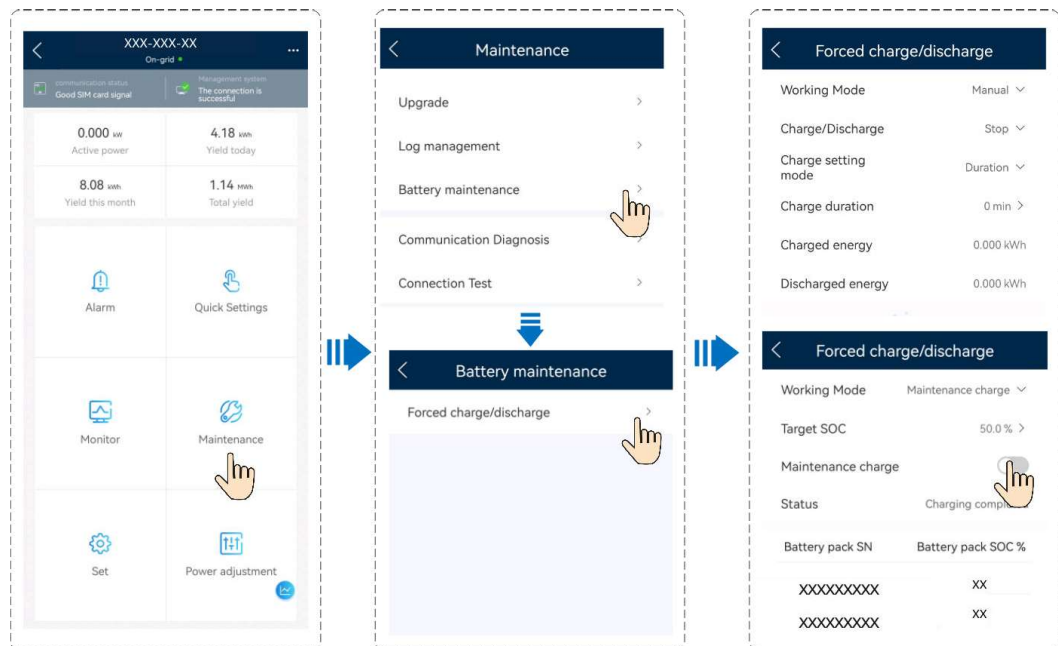 XXX-XXX-XX
On-grid
...
communication status
Good SIM card signal
Management system
The connection is
successful
0.000 kW
Active power
4.18 kWh
Yield today
8.08 kWh
Yield this month
1.14 MWh
Total yield
Alarm
Quick Settings
Monitor
Maintenance
Set
Power adjustment
Maintenance
Upgrade
Log management
Battery maintenance
Communication Diagnosis
Connection Test
Battery maintenance
Forced charge/discharge
Forced charge/discharge
Working Mode Manual
Charge/Discharge Stop
Charge setting
mode
Duration
Charge duration 0 min
Charged energy 0.000 kWh
Discharged energy 0.000 kWh
Forced charge/discharge
Working Mode Maintenance charge
Target SOC 50.0 %
Maintenance charge
Status Charging
Battery pack SN Battery pack SOC %
XXXXXXXXX XX
XXXXXXXXX XX